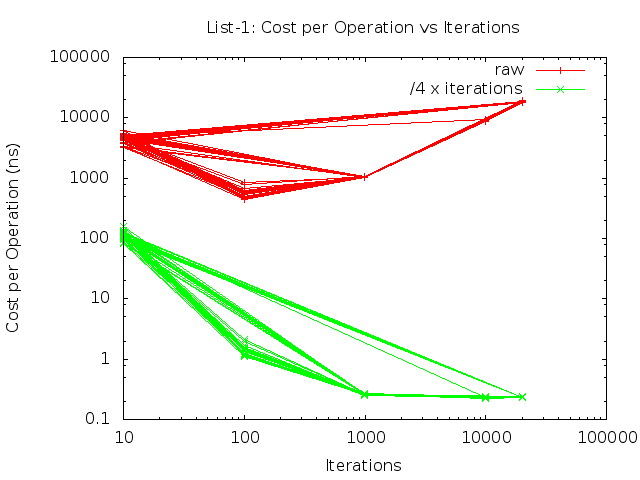 List-1: Cost per Operation vs Iterations
100000
10000
1000
100
10
1
0.1
Cost per Operation (ns)
raw
/4 x iterations
10
100
1000
10000
100000
Iterations